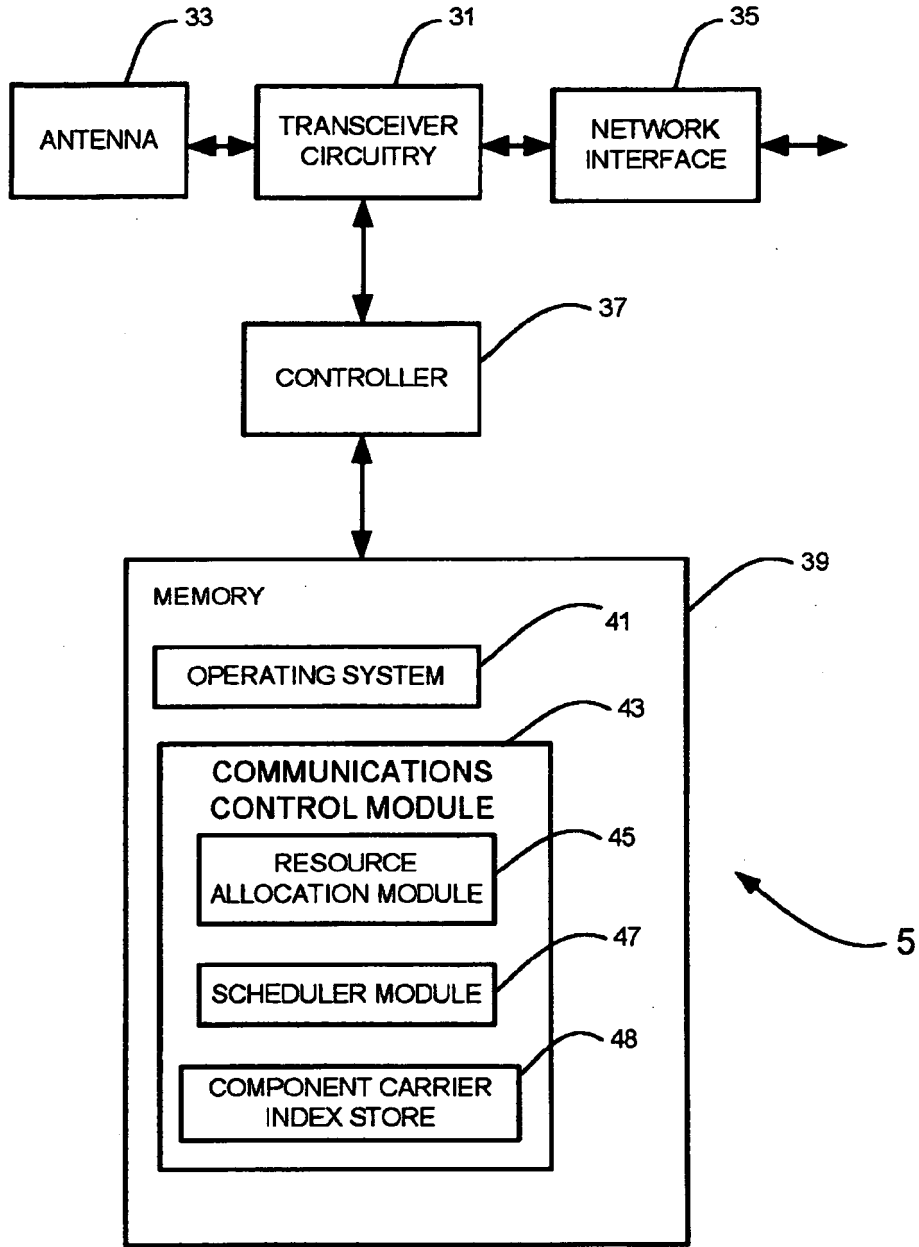 33
31
35
ANTENNA
TRANSCEIVER
CIRCUITRY
NETWORK
INTERFACE
37
CONTROLLER
39
MEMORY
41
OPERATING SYSTEM
43
COMMUNICATIONS
CONTROL MODULE
45
RESOURCE
ALLOCATION MODULE
47
5
SCHEDULER MODULE
48
COMPONENT CARRIER
INDEX STORE